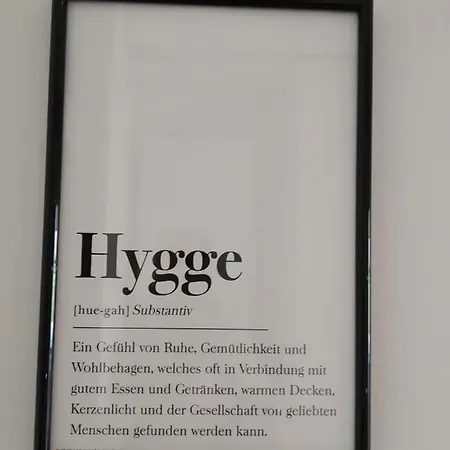 Hygge
[hue-gah] Substantiv
Ein Gefühl von Ruhe, Gemütlichkeit und
Wohlbehagen, welches oft in Verbindung mit
gutem Essen und Getränken, warmen Decken,
Kerzenlicht und der Gesellschaft von geliebten
Menschen gefunden werden kann.